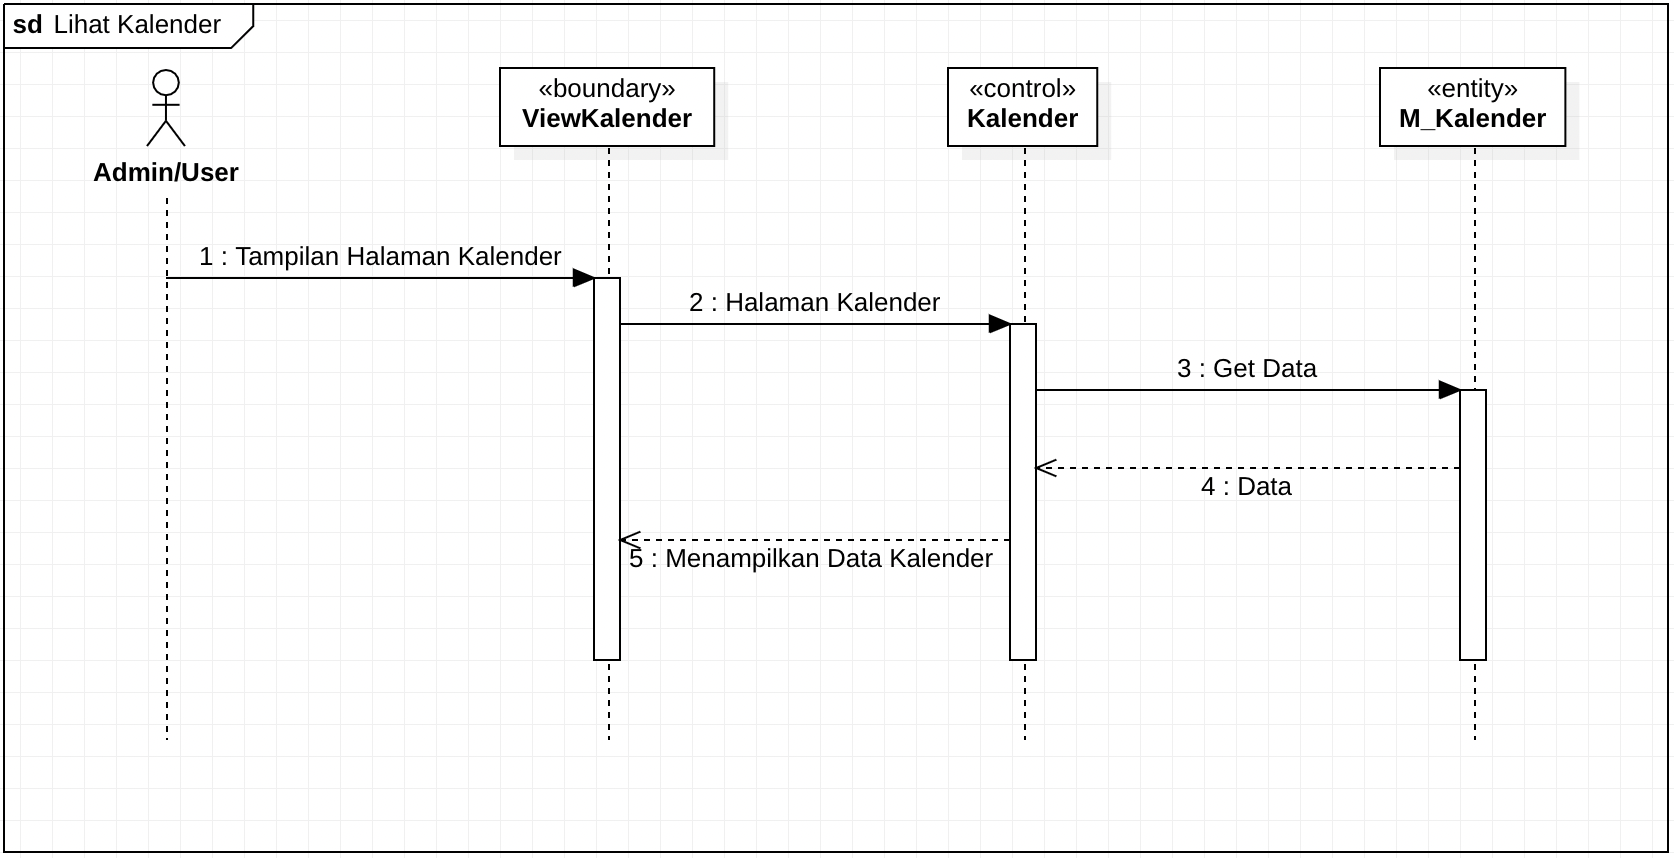 sd Lihat Kalender
Admin/User
«boundary»
ViewKalender
«control»
Kalender
«entity»
M_Kalender
1 : Tampilan Halaman Kalender
2 : Halaman Kalender
3 : Get Data
4 : Data
5 : Menampilkan Data Kalender